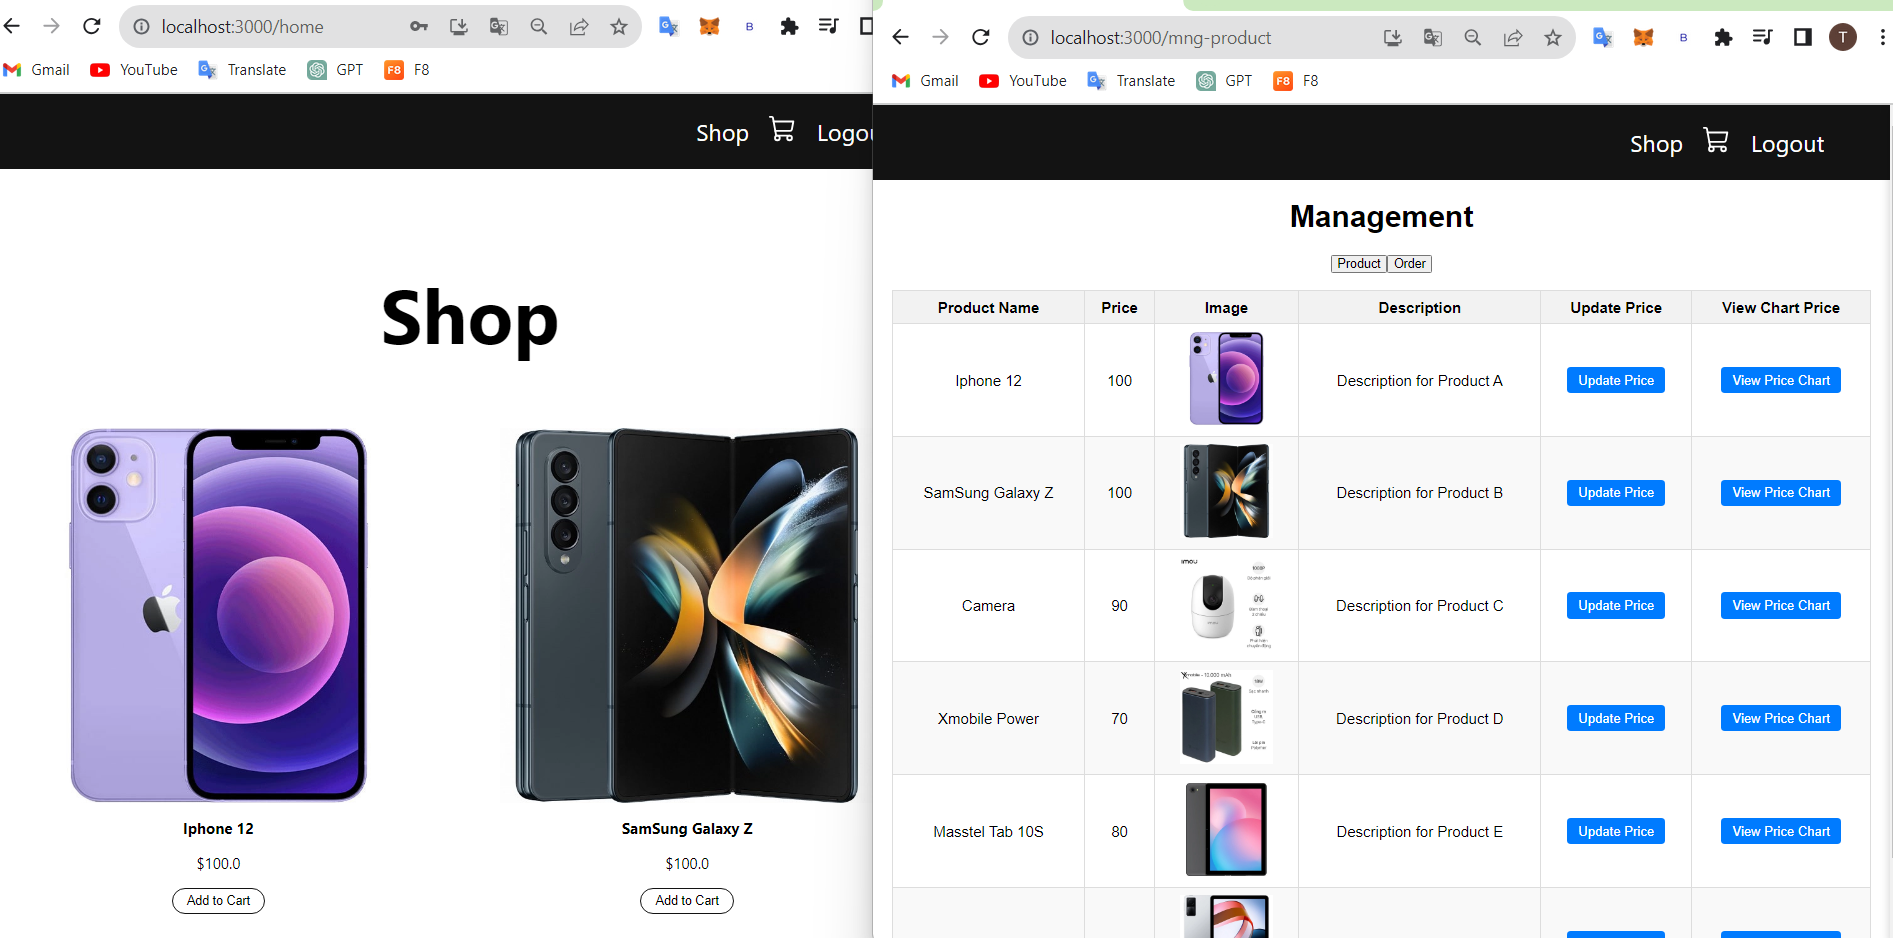 localhost:3000/home
Gmail YouTube Translate GPT F8 F8
Shop Logou
Shop
Iphone 12
$100.0
Add to Cart
SamSung Galaxy Z
$100.0
Add to Cart
localhost:3000/mng-product
B T
Gmail YouTube Translate GPT F8 F8
Shop Logout
Management
Product Order
Product Name Price Image Description Update Price View Chart Price
Iphone 12 100 Description for Product A Update Price View Price Chart
SamSung Galaxy Z 100 Description for Product B Update Price View Price Chart
Camera 90 Description for Product C Update Price View Price Chart
Xmobile Power 70 Description for Product D Update Price View Price Chart
Masstel Tab 10S 80 Description for Product E Update Price View Price Chart